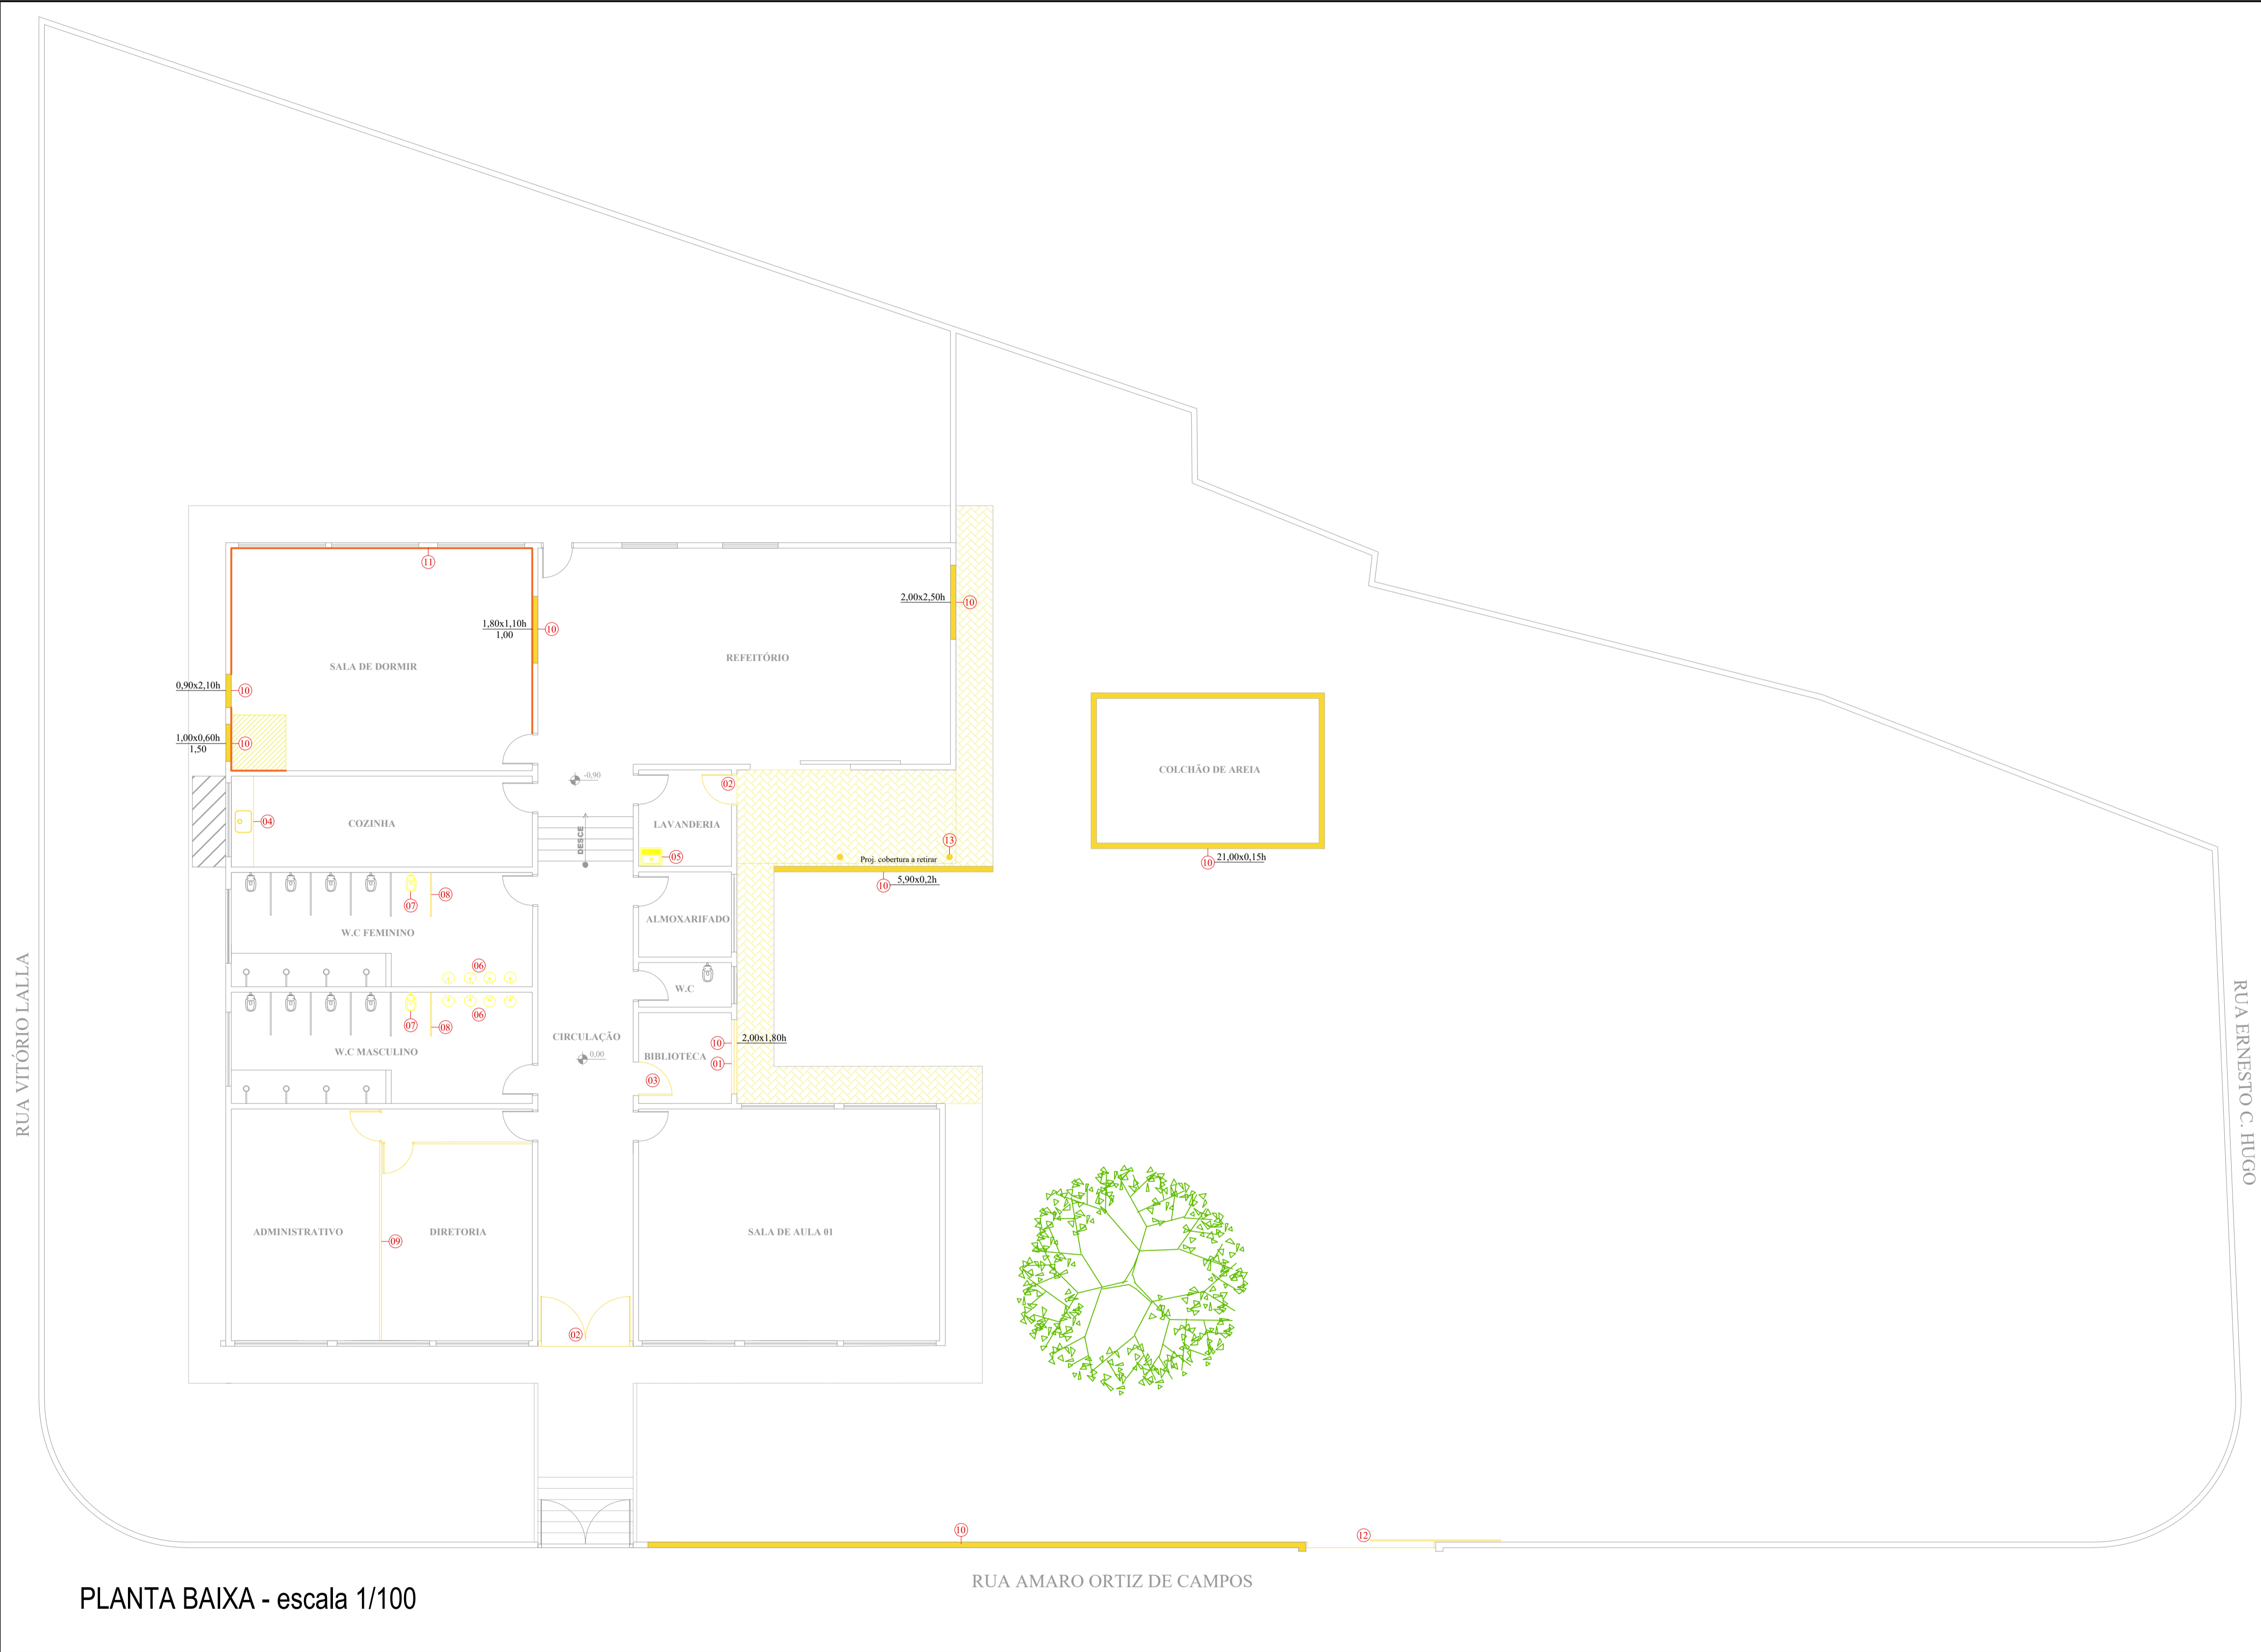 11
2,00x2,50h
10
1,80x1,10h
1,00
10
REFEITÓRIO
SALA DE DORMIR
0,90x2,10h
10
1,00x0,60h
1,50
10
COLCHÃO DE AREIA
-0,90
02
04
COZINHA
DESCE
LAVANDERIA
05
13
Proj. cobertura a retirar
10
21,00x0,15h
10
5,90x0,2h
07
08
ALMOXARIFADO
W.C FEMININO
06
W.C
06
07
08
W.C MASCULINO
CIRCULAÇÃO
0,00
10
2,00x1,80h
BIBLIOTECA
01
03
RUA VITÓRIO LALLA
RUA ERNESTO C. HUGO
ADMINISTRATIVO
DIRETORIA
09
SALA DE AULA 01
02
10
12
RUA AMARO ORTIZ DE CAMPOS
PLANTA BAIXA - escala 1/100